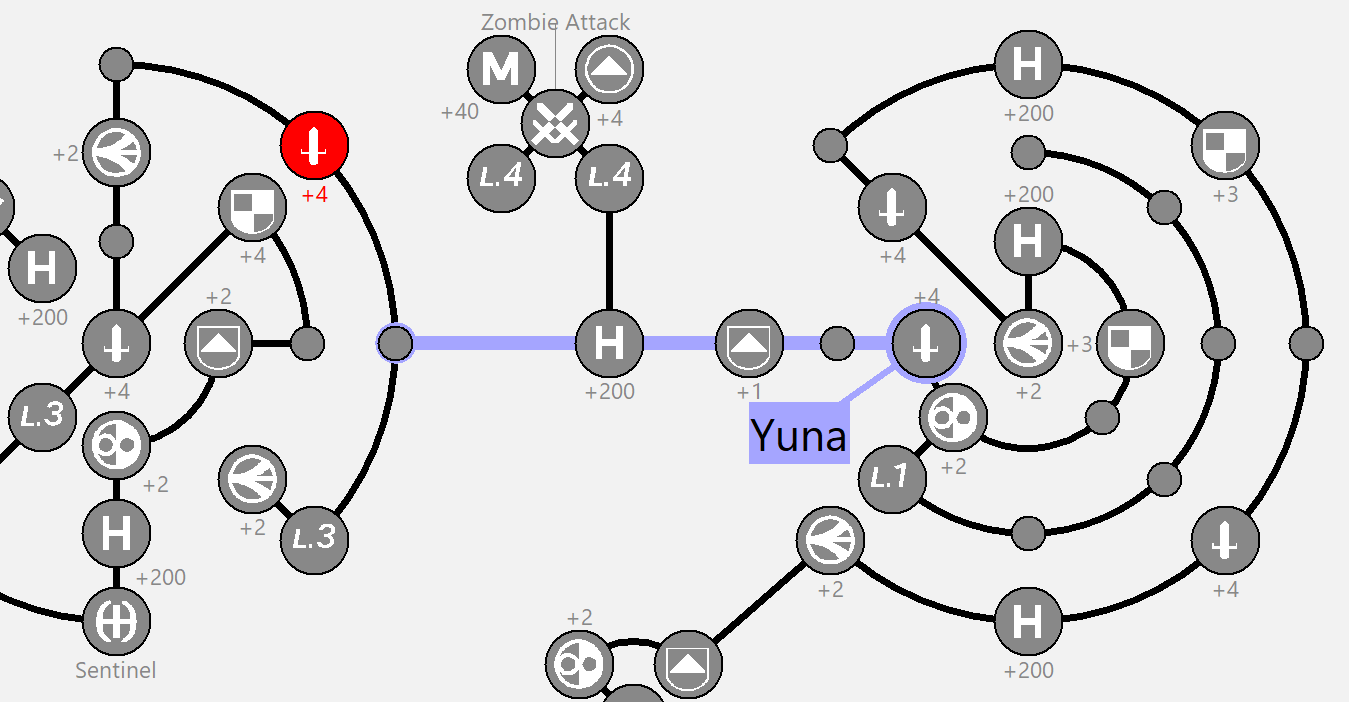 Zombie Attack
M
+40
+4
L.4
L.4
H
+200
+3
+2
+4
+4
+200
H
+4
H
+200
+2
+4
H
+200
+1
+4
+3
+2
L.3
+4
Yuna
+2
L.1
+2
+2
L.3
H
+200
+2
H
+200
+4
Sentinel
+2